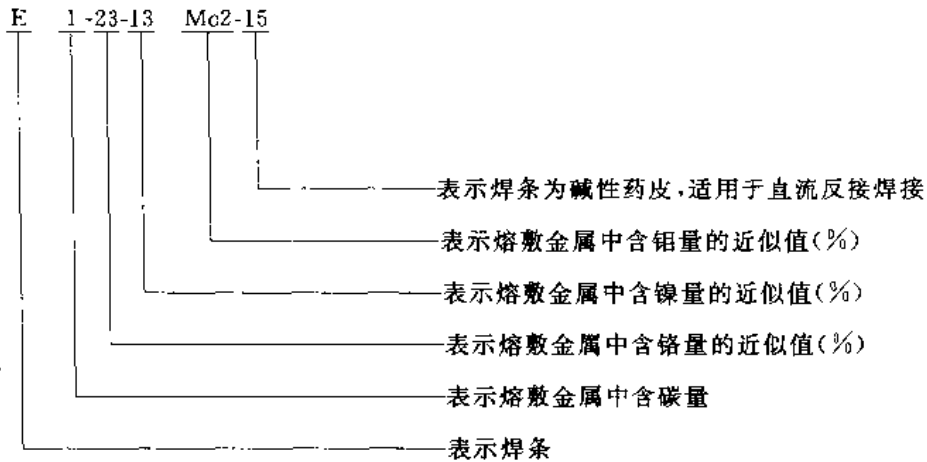 E 1-23-13 Mo2-15
表示焊条为碱性药皮,适用于直流反接焊接
表示熔敷金属中含钼量的近似值(%)
表示熔敷金属中含镍量的近似值(%)
表示熔敷金属中含铬量的近似值(%)
表示熔敷金属中含碳量
表示焊条